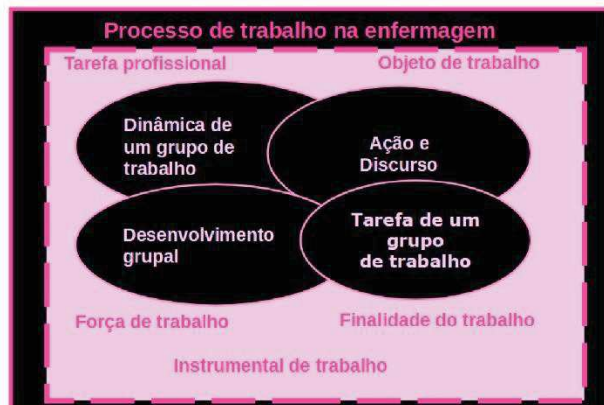 Processo de trabalho na enfermagem
Tarefa profissional
Objeto de trabalho
Dinâmica de
um grupo de
trabalho
Ação e
Discurso
Desenvolvimento
grupal
Tarefa de um
grupo
de trabalho
Força de trabalho
Finalidade do trabalho
Instrumental de trabalho